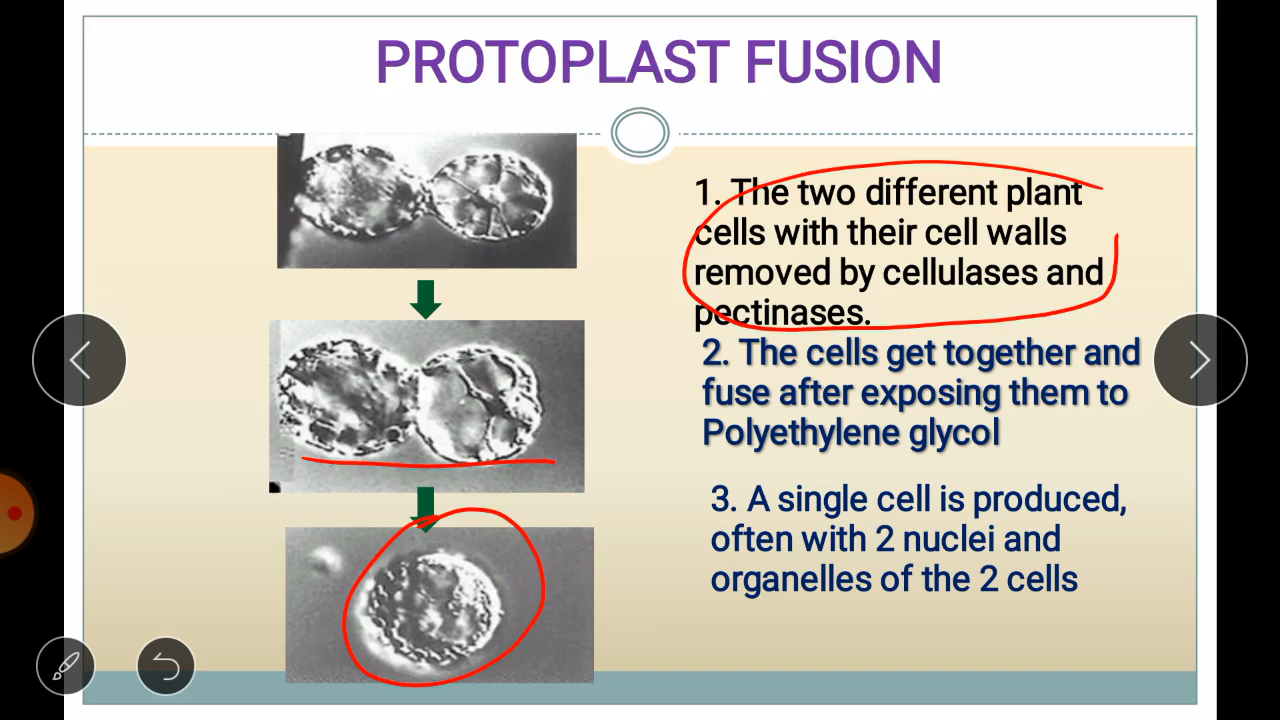 PROTOPLAST FUSION
1. The two different plant
cells with their cell walls
removed by cellulases and
pectinases.
2. The cells get together and
fuse after exposing them to
Polyethylene glycol
3. A single cell is produced,
often with 2 nuclei and
organelles of the 2 cells